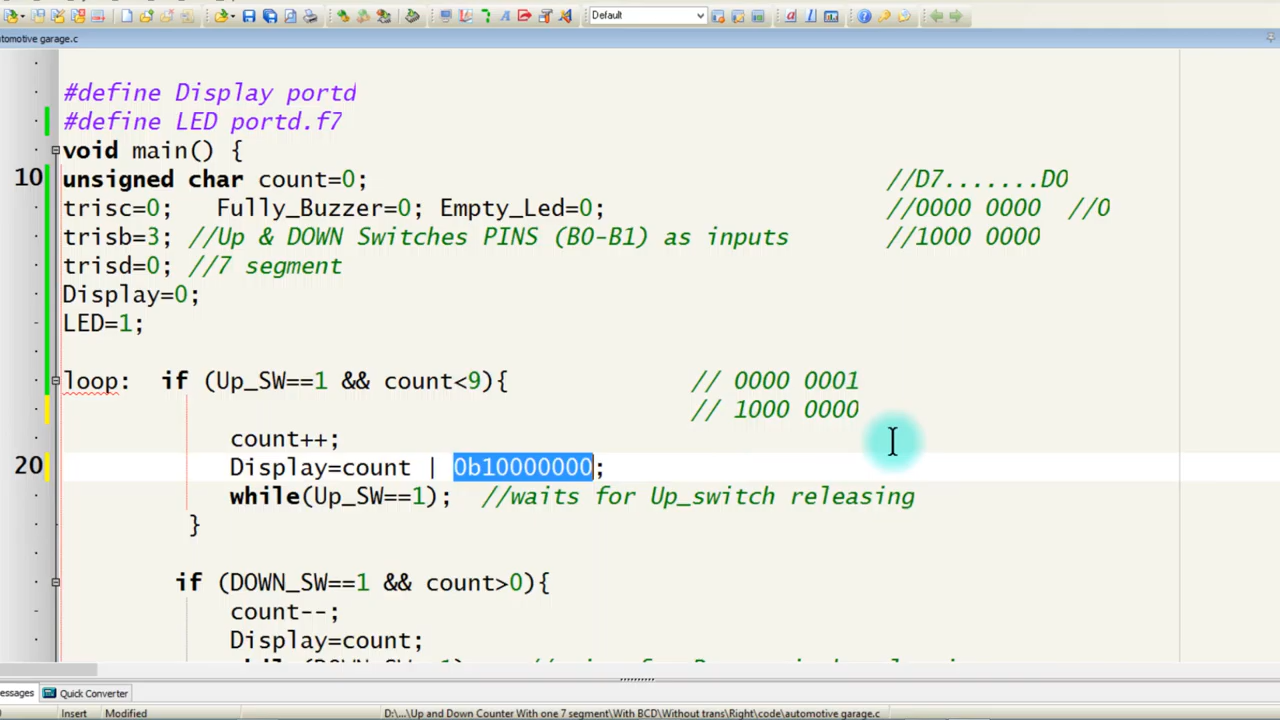 Default
utomotive garage.c
#define Display portd
#define LED portd.f7
void main() {
10 unsigned char count=0; //D7.......D0
trisc=0; Fully_Buzzer=0; Empty_Led=0; //0000 0000 //0
trisb=3; //Up & DOWN Switches PINS (B0-B1) as inputs //1000 0000
trisd=0; //7 segment
Display=0;
LED=1;
loop: if (Up_SW==1 && count<9){ // 0000 0001
// 1000 0000
count++;
20 Display=count | 0b10000000;
while(Up_SW==1); //waits for Up_switch releasing
}
if (DOWN_SW==1 && count>0){
count--;
Display=count;
essages Quick Converter
Insert Modified D:\...\Up and Down Counter With one 7 segment\With BCD\Without trans\Right\code\automotive garage.c